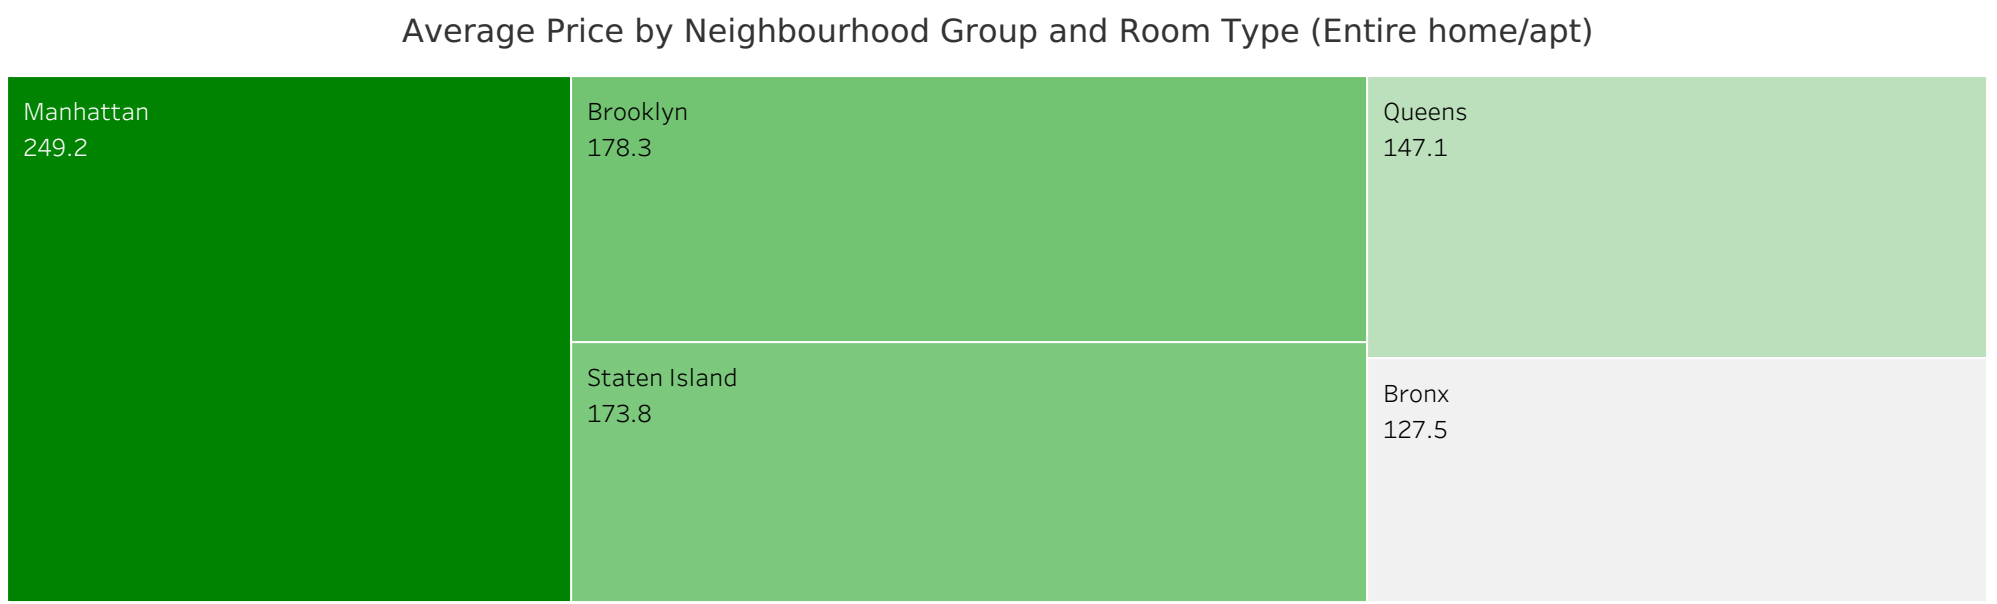 Average Price by Neighbourhood Group and Room Type (Entire home/apt)
Manhattan
249.2
Brooklyn
178.3
Staten Island
173.8
Queens
147.1
Bronx
127.5